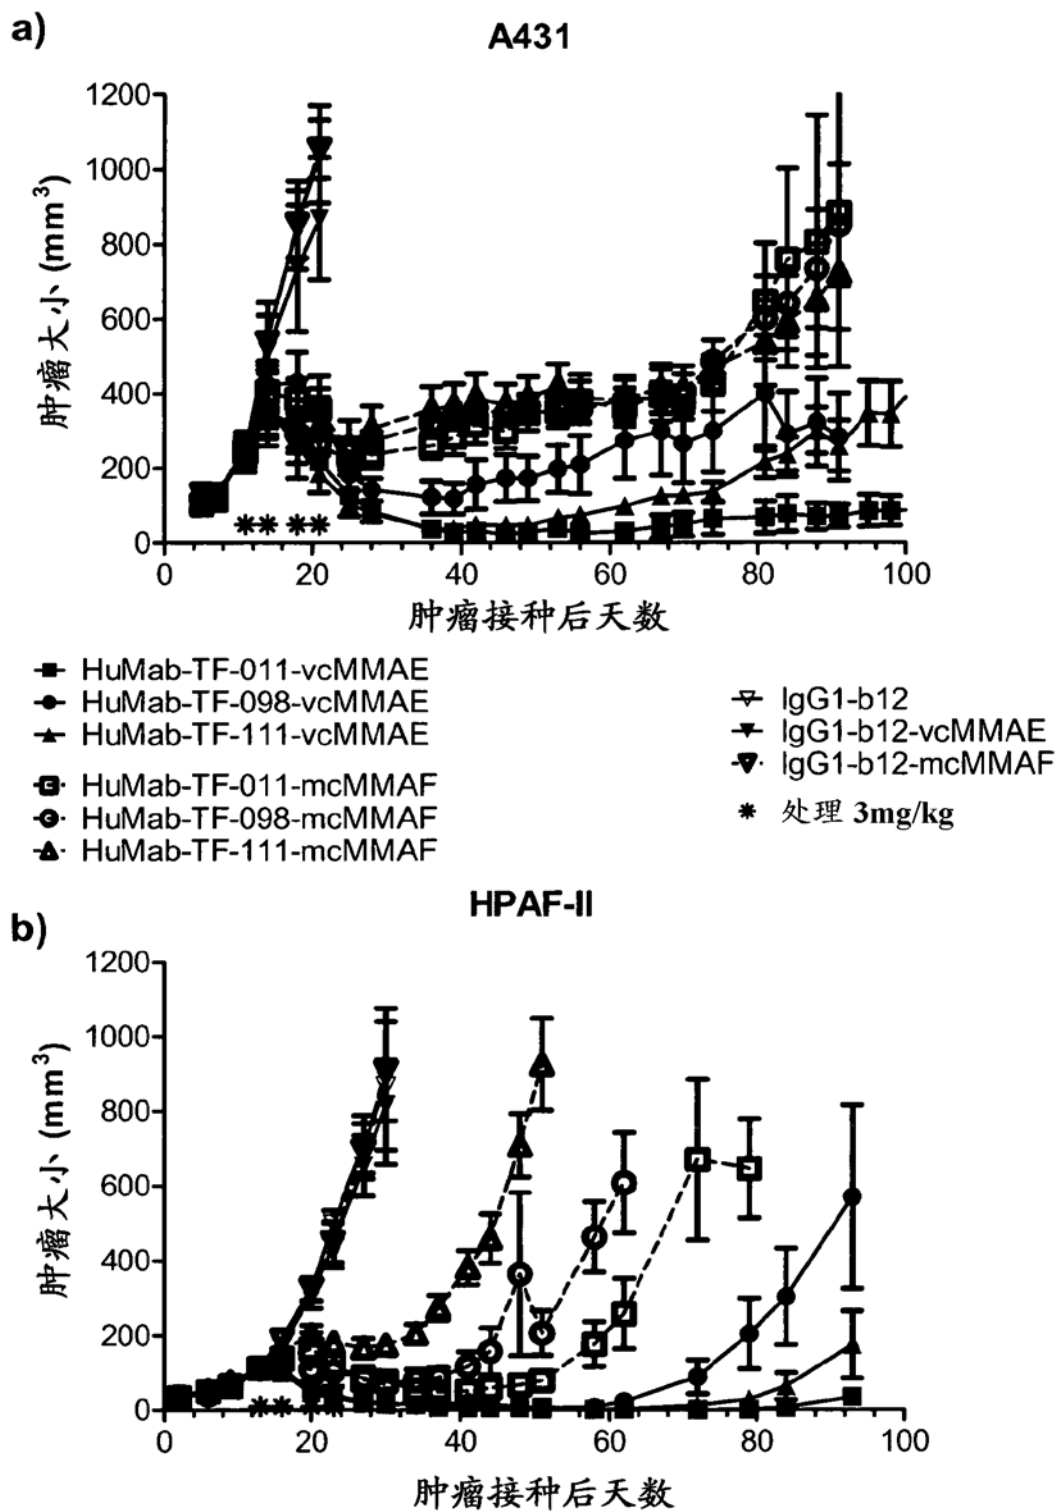 a)
A431
1200
1000
800
600
400
200
0
肿瘤大小 (mm³)
0 20 40 60 80 100
肿瘤接种后天数
HuMab-TF-011-vcMMAE
HuMab-TF-098-vcMMAE
HuMab-TF-111-vcMMAE
HuMab-TF-011-mcMMAF
HuMab-TF-098-mcMMAF
HuMab-TF-111-mcMMAF
IgG1-b12
IgG1-b12-vcMMAE
IgG1-b12-mcMMAF
处理 3mg/kg
HPAF-II
b)
1200
1000
800
600
400
200
0
肿瘤大小 (mm³)
0 20 40 60 80 100
肿瘤接种后天数